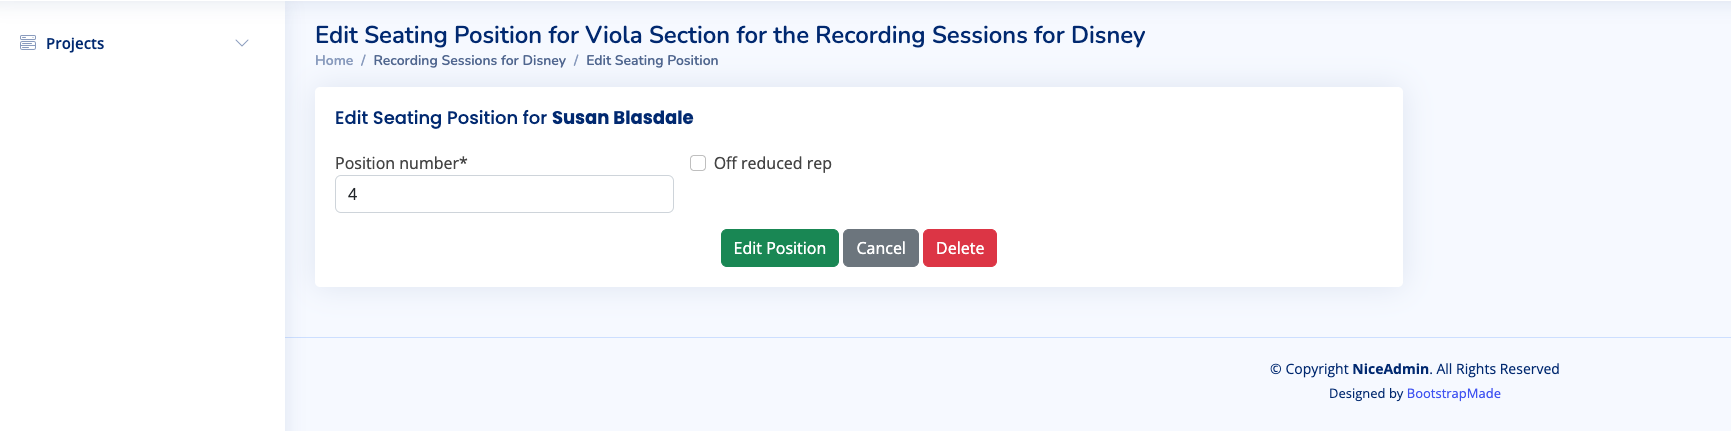 Projects
Edit Seating Position for Viola Section for the Recording Sessions for Disney
Home / Recording Sessions for Disney / Edit Seating Position
Edit Seating Position for Susan Blasdale
Position number*
Off reduced rep
4
Edit Position
Cancel
Delete
© Copyright NiceAdmin. All Rights Reserved
Designed by BootstrapMade